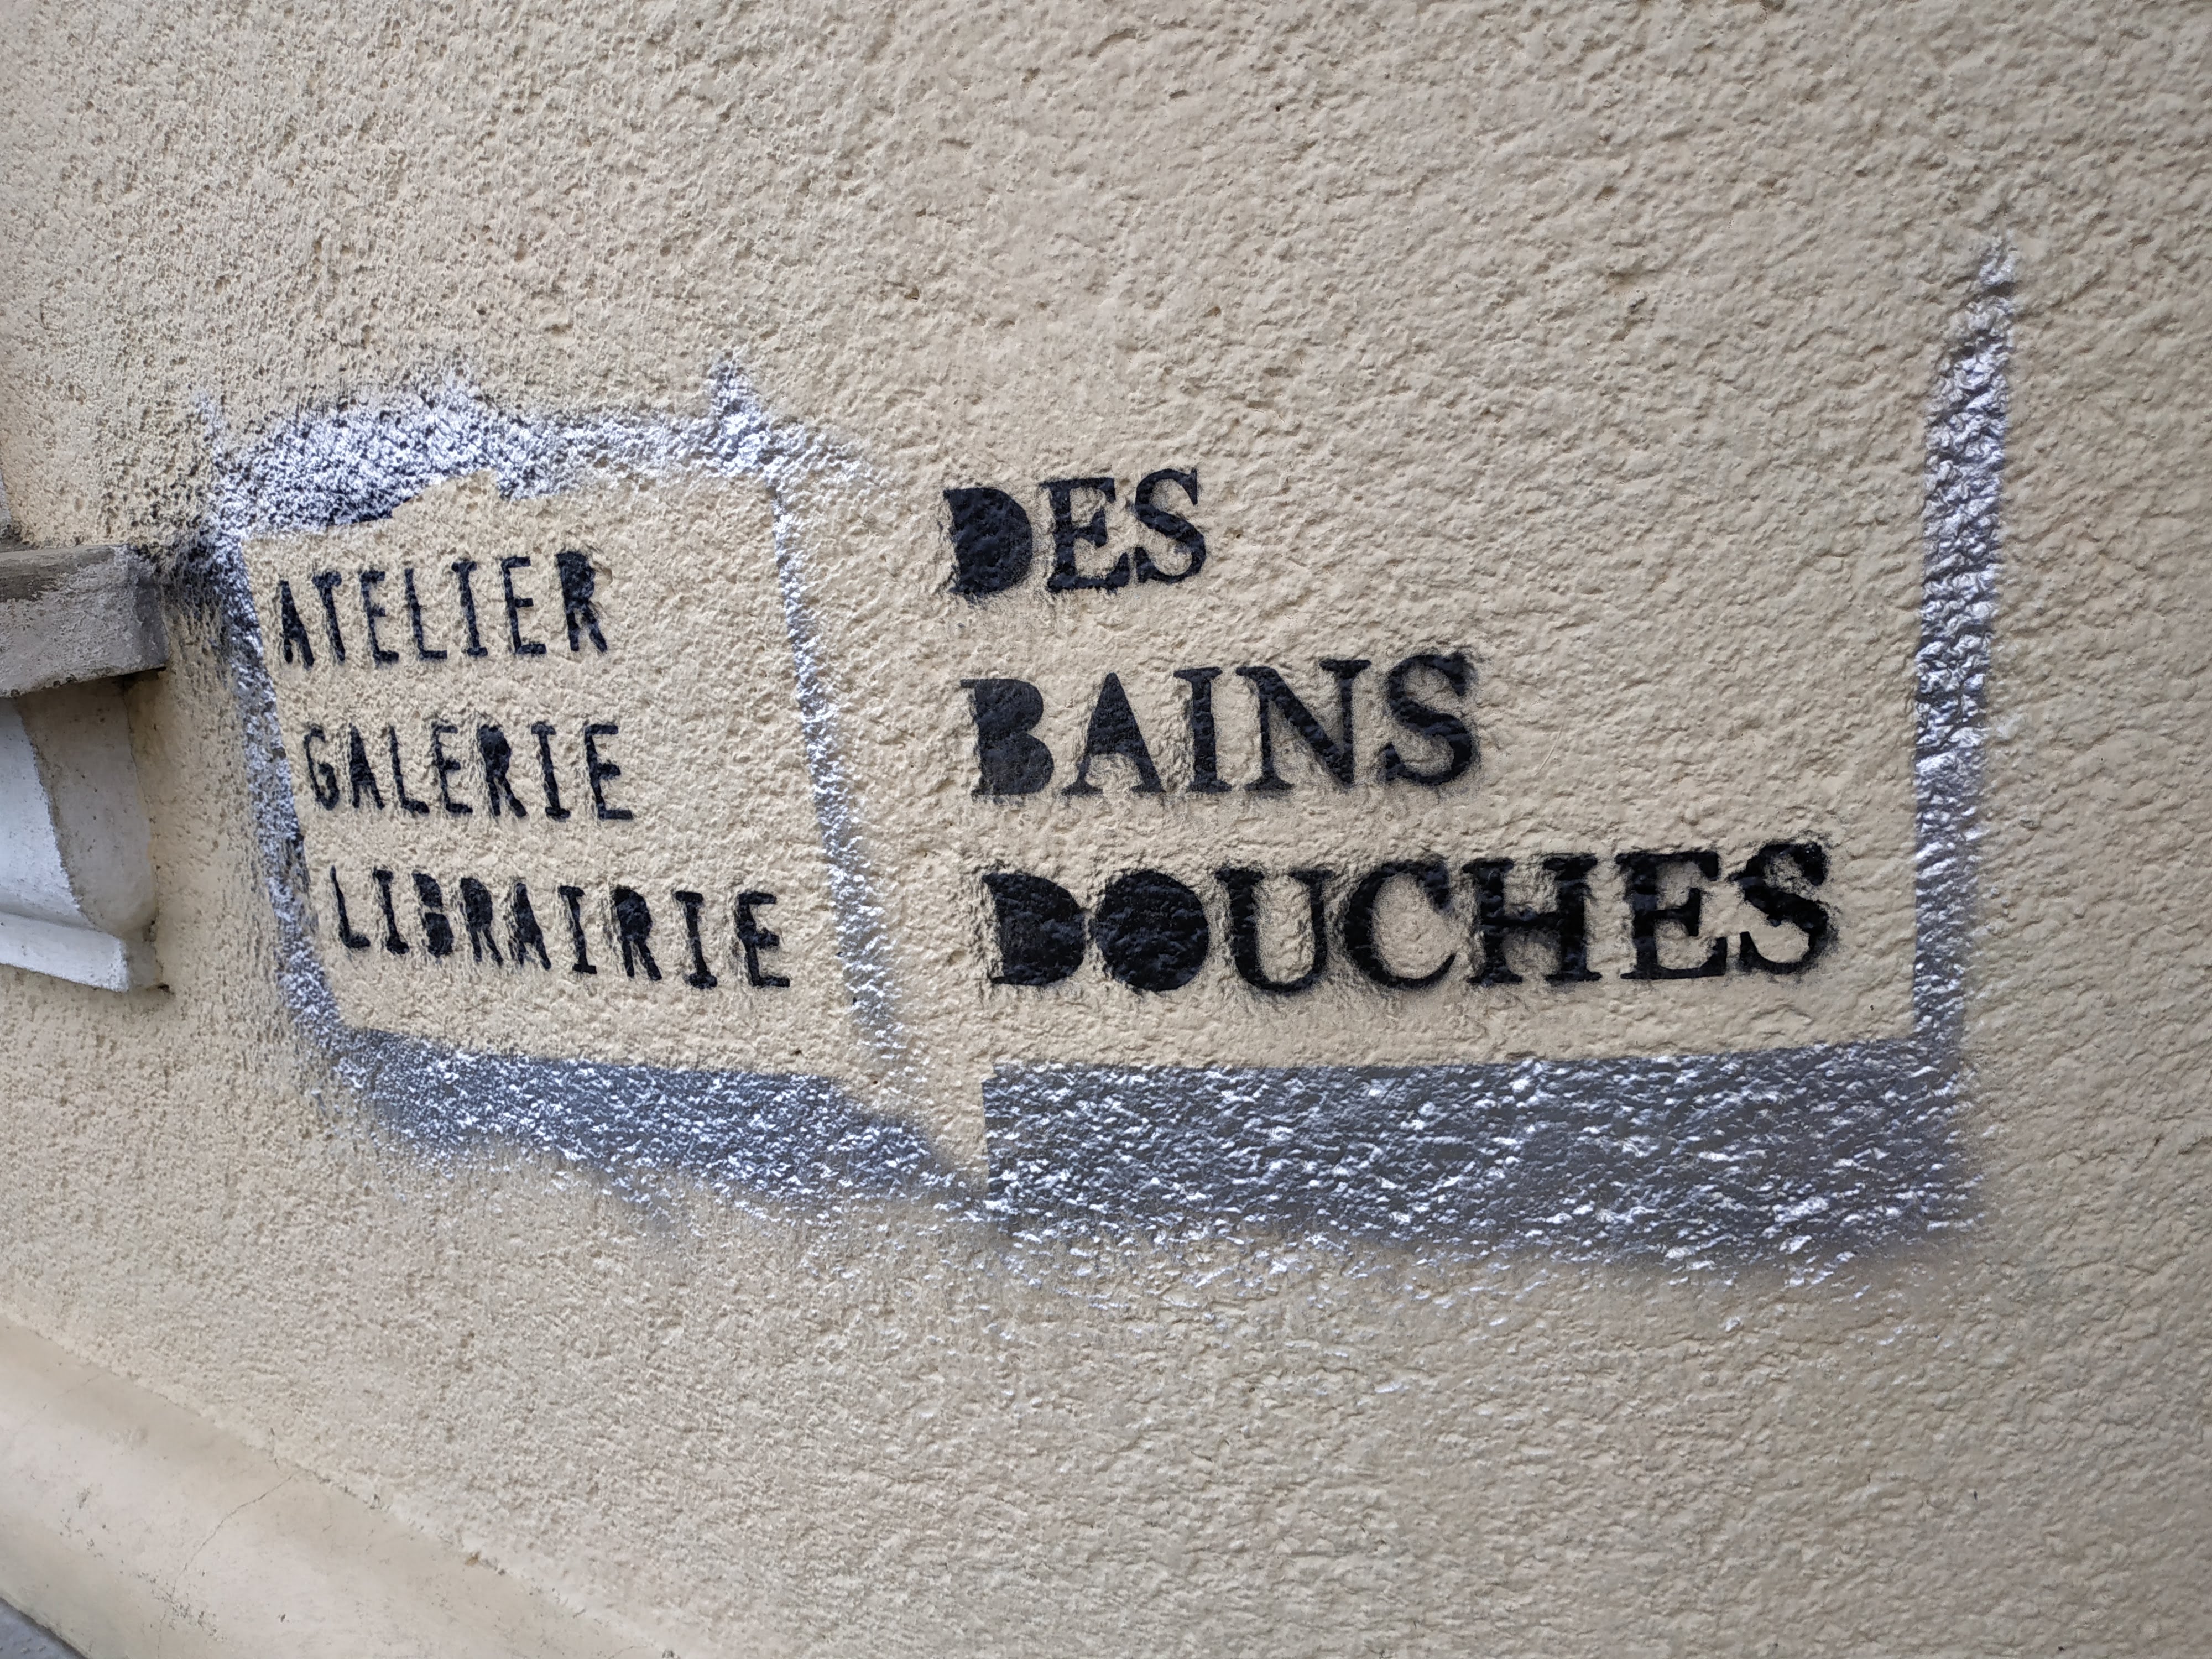 ATELIER
GALERIE
LIBRAIRIE
DES
BAINS
DOUCHES